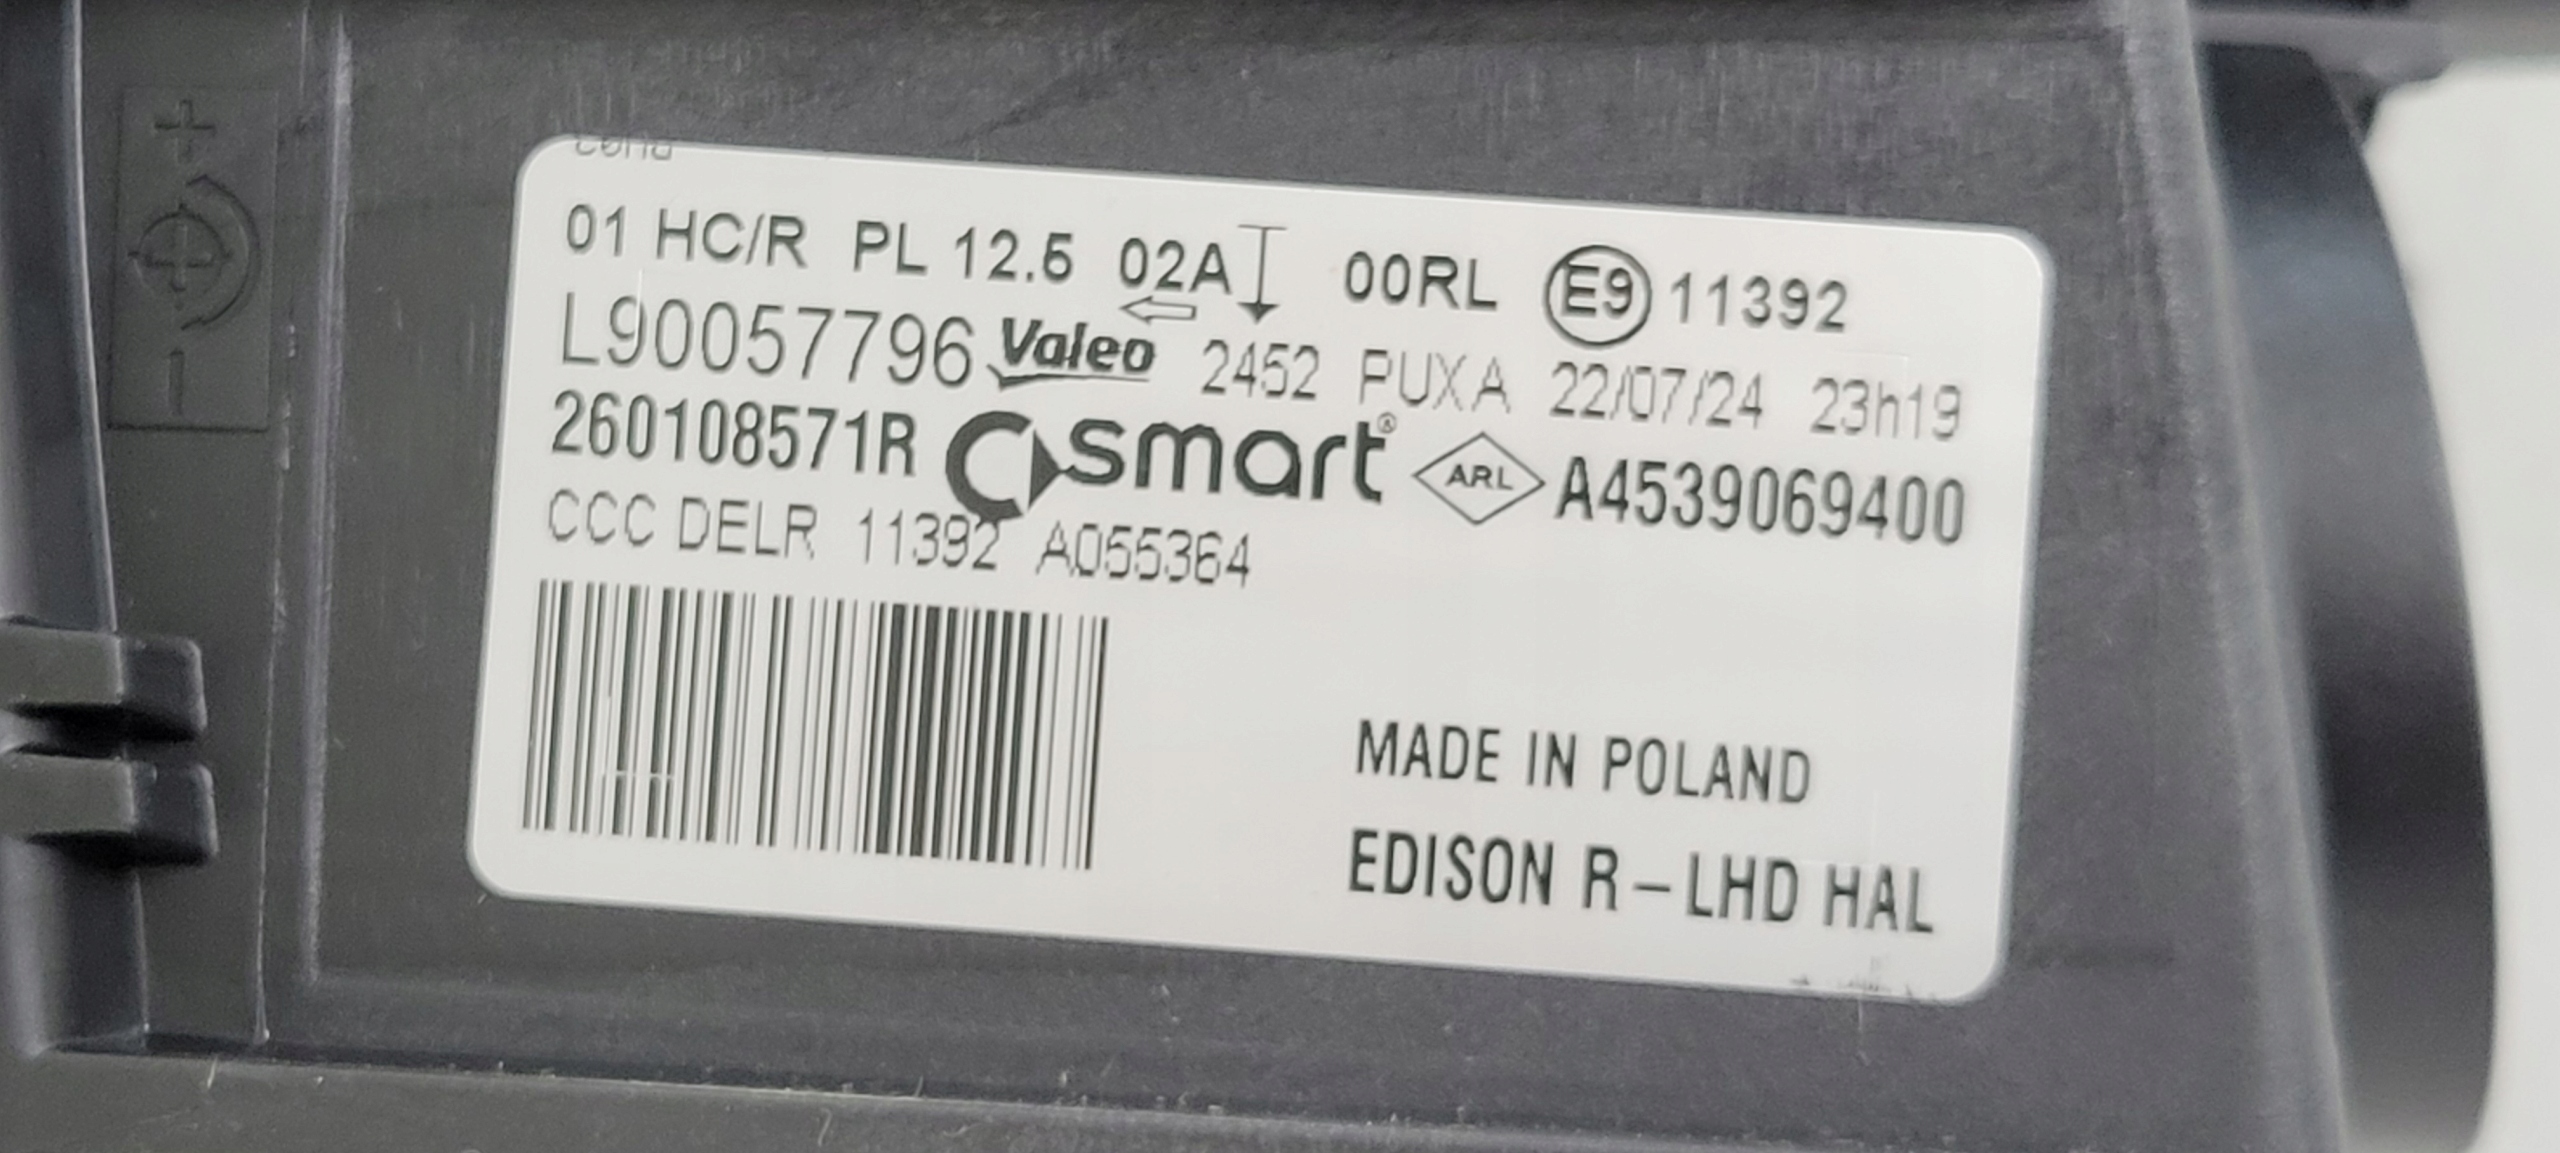 01 HC/R PL 12.5 02A 00RL E9 11392
L90057796 Valeo 2452 PUXA 22/07/24 23h19
260108571R smart® ARL A4539069400
CCC DELR 11392 A055364
MADE IN POLAND
EDISON R-LHD HAL